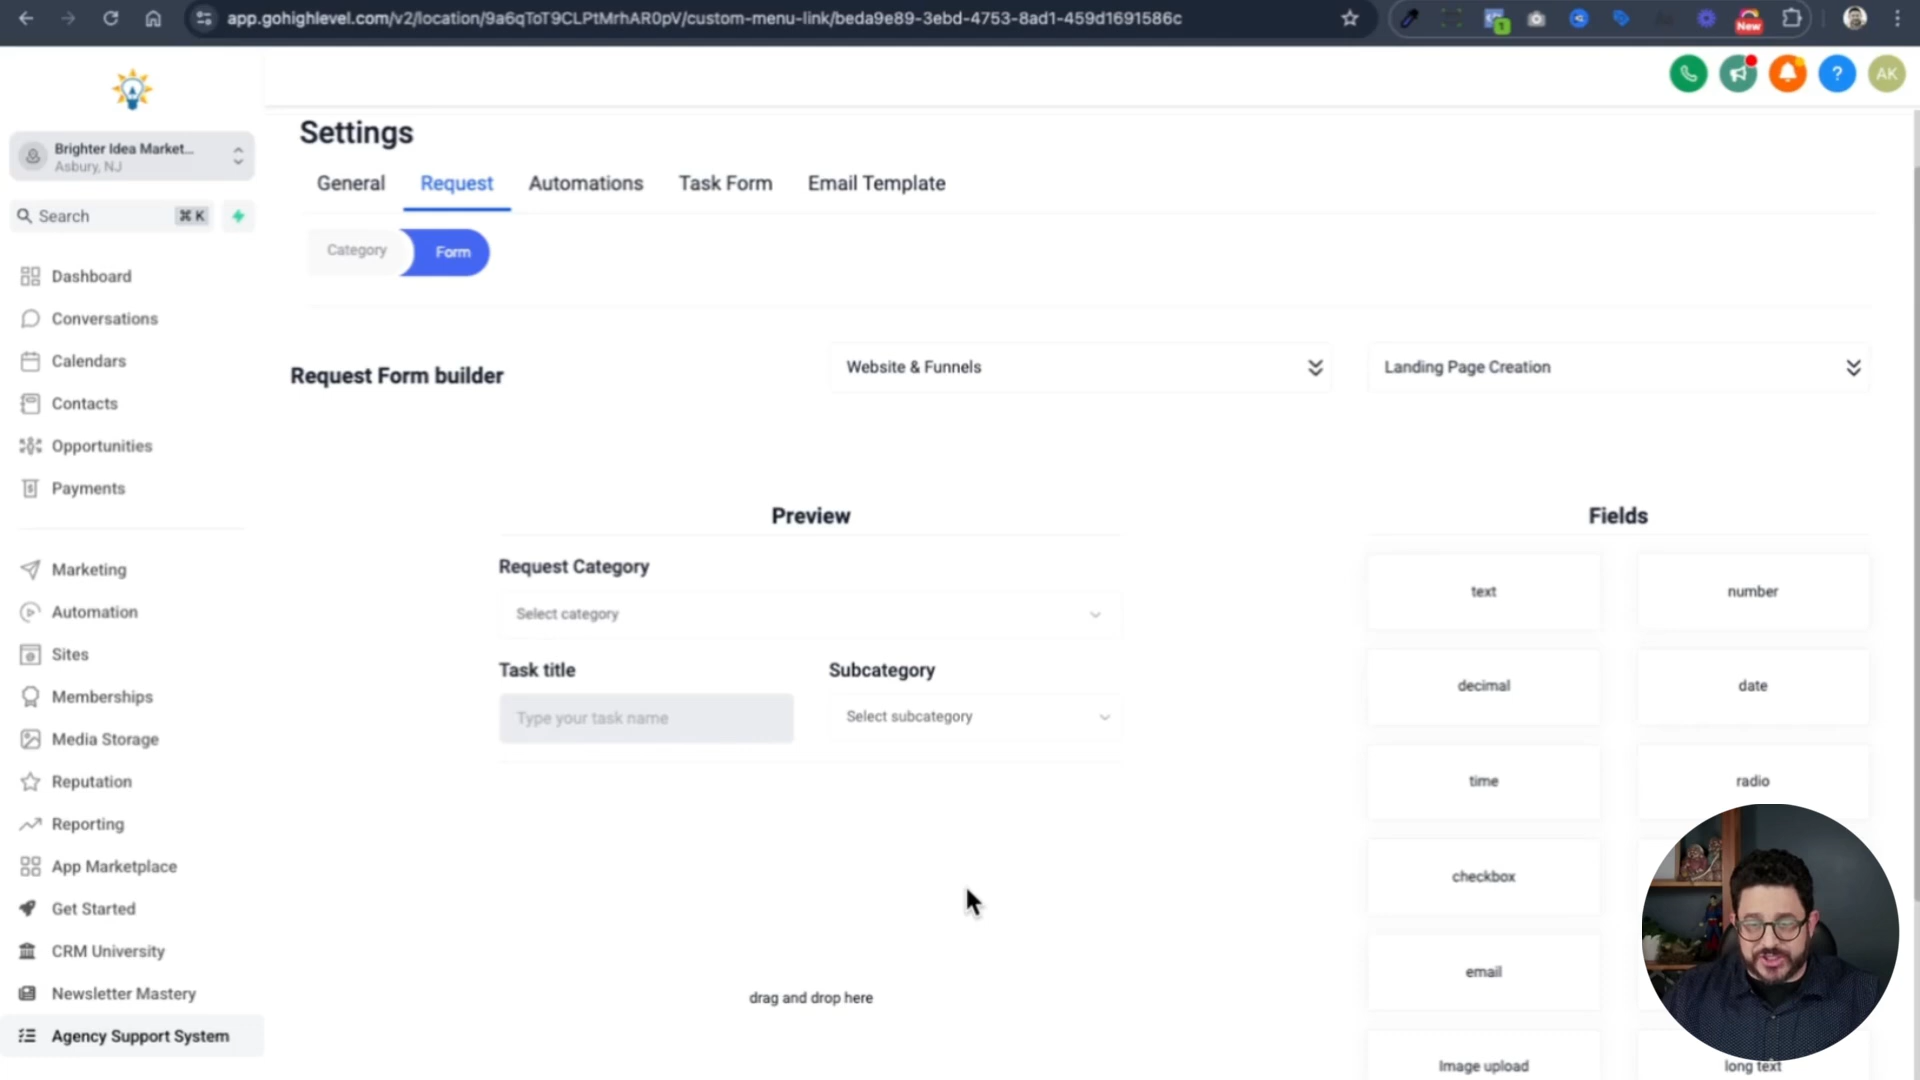 app.gohighlevel.com/v2/location/9a6qToT9CLPtMrhAR0pV/custom-menu-link/beda9e89-3ebd-4753-8ad1-459d1691586c
1
New
AK
Brighter Idea Market...
Asbury, NJ
Search
⌘ K
Dashboard
Conversations
Calendars
Contacts
Opportunities
Payments
Marketing
Automation
Sites
Memberships
Media Storage
Reputation
Reporting
App Marketplace
Get Started
CRM University
Newsletter Mastery
Agency Support System
Settings
General
Request
Automations
Task Form
Email Template
Category
Form
Request Form builder
Website & Funnels
Landing Page Creation
Preview
Request Category
Select category
Task title
Subcategory
Type your task name
Select subcategory
drag and drop here
Fields
text
number
decimal
date
time
radio
checkbox
email
Image upload
long text